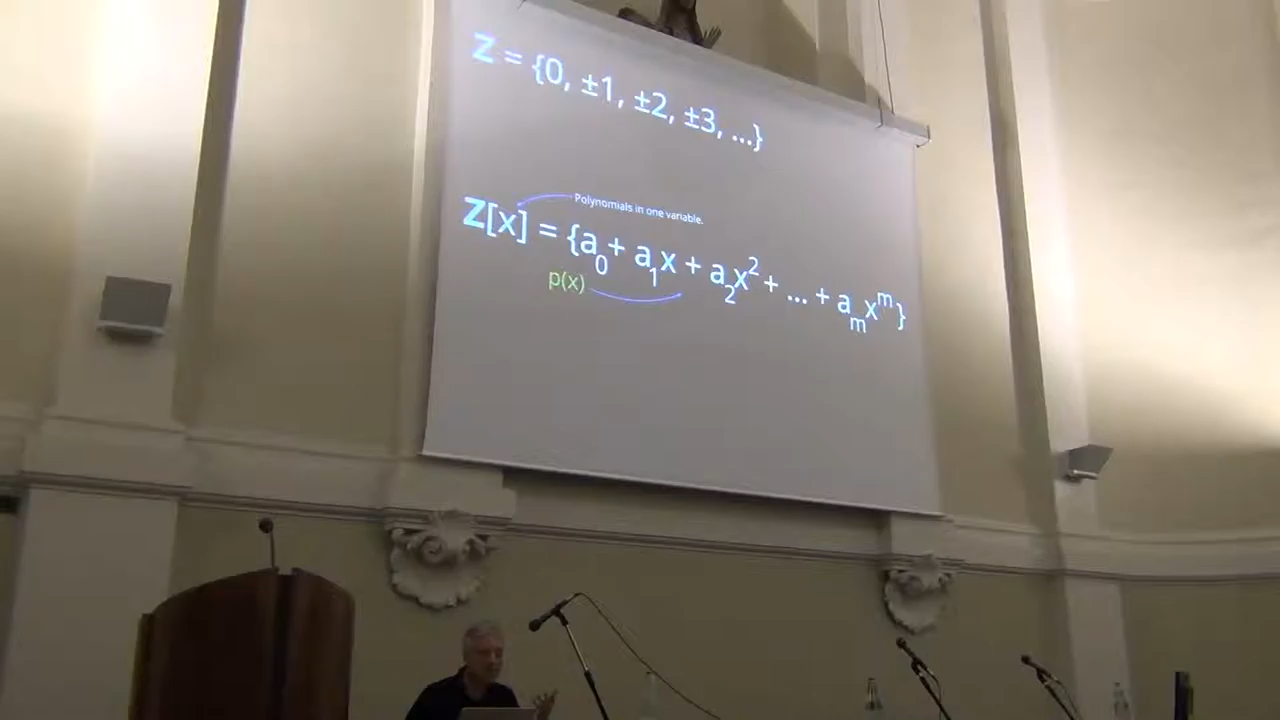 Z = {0, ±1, ±2, ±3, ...}
Polynomials in one variable.
Z[x] = {a₀+ a₁x + a₂x² + ... + aₘxᵐ}
p(x)